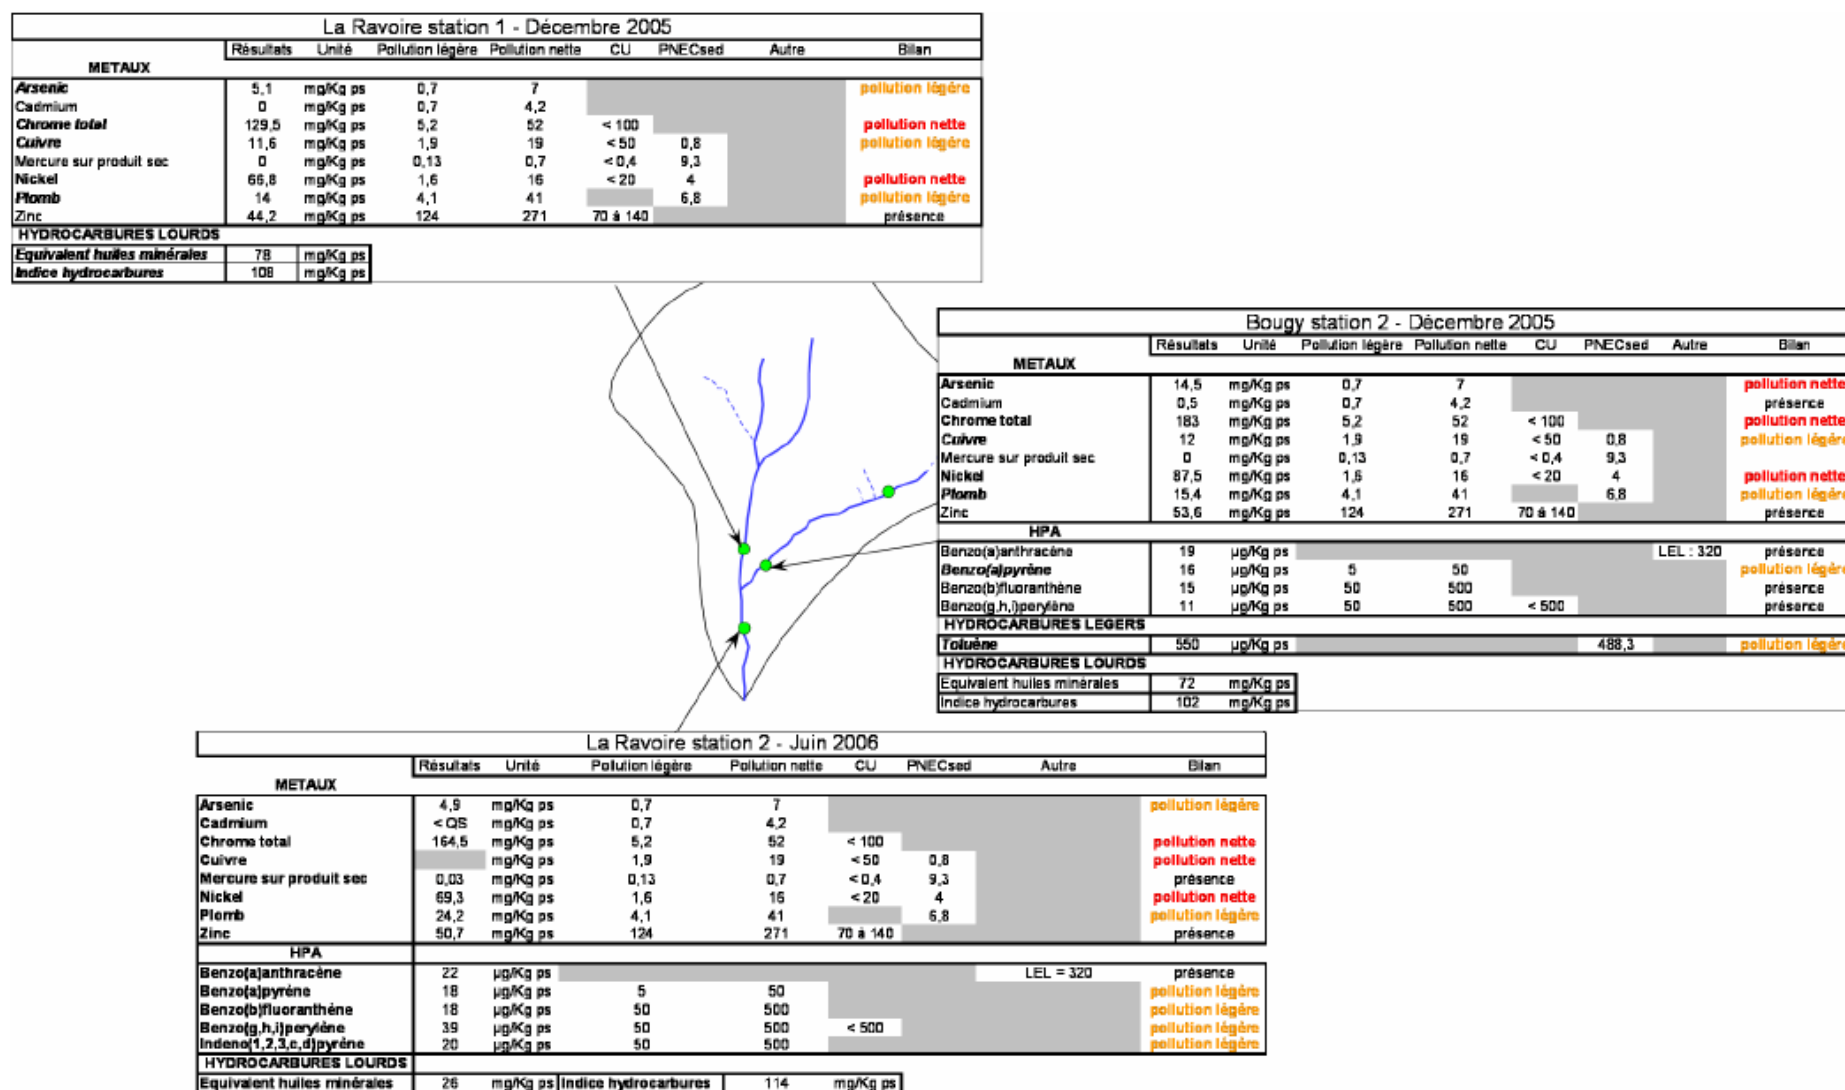 La Ravoire station 1 - Décembre 2005
Résultats Unité Pollution légère Pollution nette CU PNECsed Autre Bilan
METAUX
Arsenic 5,1 mg/Kg ps 0,7 7 pollution légère
Cadmium 0 mg/Kg ps 0,7 4,2
Chrome total 129,5 mg/Kg ps 5,2 52 < 100 pollution nette
Cuivre 11,6 mg/Kg ps 1,9 19 < 50 0,8 pollution légère
Mercure sur produit sec 0 mg/Kg ps 0,13 0,7 < 0,4 9,3
Nickel 66,8 mg/Kg ps 1,6 16 < 20 4 pollution nette
Plomb 14 mg/Kg ps 4,1 41 6,8 pollution légère
Zinc 44,2 mg/Kg ps 124 271 70 à 140 présence
HYDROCARBURES LOURDS
Equivalent huiles minérales 78 mg/Kg ps
Indice hydrocarbures 108 mg/Kg ps
Bougy station 2 - Décembre 2005
Résultats Unité Pollution légère Pollution nette CU PNECsed Autre Bilan
METAUX
Arsenic 14,5 mg/Kg ps 0,7 7 pollution nette
Cadmium 0,5 mg/Kg ps 0,7 4,2 présence
Chrome total 183 mg/Kg ps 5,2 52 < 100 pollution nette
Cuivre 12 mg/Kg ps 1,9 19 < 50 0,8 pollution légère
Mercure sur produit sec 0 mg/Kg ps 0,13 0,7 < 0,4 9,3
Nickel 87,5 mg/Kg ps 1,6 16 < 20 4 pollution nette
Plomb 15,4 mg/Kg ps 4,1 41 6,8 pollution légère
Zinc 53,6 mg/Kg ps 124 271 70 à 140 présence
HPA
Benzo(a)anthracène 19 µg/Kg ps LEL : 320 présence
Benzo(a)pyrène 16 µg/Kg ps 5 50 pollution légère
Benzo(b)fluoranthène 15 µg/Kg ps 50 500 présence
Benzo(g,h,i)perylène 11 µg/Kg ps 50 500 < 500 présence
HYDROCARBURES LEGERS
Toluène 550 µg/Kg ps 488,3 pollution légère
HYDROCARBURES LOURDS
Equivalent huiles minérales 72 mg/Kg ps
Indice hydrocarbures 102 mg/Kg ps
La Ravoire station 2 - Juin 2006
Résultats Unité Pollution légère Pollution nette CU PNECsed Autre Bilan
METAUX
Arsenic 4,9 mg/Kg ps 0,7 7 pollution légère
Cadmium < QS mg/Kg ps 0,7 4,2
Chrome total 164,5 mg/Kg ps 5,2 52 < 100 pollution nette
Cuivre mg/Kg ps 1,9 19 < 50 0,8 pollution nette
Mercure sur produit sec 0,03 mg/Kg ps 0,13 0,7 < 0,4 9,3 présence
Nickel 69,3 mg/Kg ps 1,6 16 < 20 4 pollution nette
Plomb 24,2 mg/Kg ps 4,1 41 6,8 pollution légère
Zinc 50,7 mg/Kg ps 124 271 70 à 140 présence
HPA
Benzo(a)anthracène 22 µg/Kg ps LEL = 320 présence
Benzo(a)pyrène 18 µg/Kg ps 5 50 pollution légère
Benzo(b)fluoranthène 18 µg/Kg ps 50 500 pollution légère
Benzo(g,h,i)perylène 39 µg/Kg ps 50 500 < 500 pollution légère
Indeno(1,2,3,c,d)pyrène 20 µg/Kg ps 50 500 pollution légère
HYDROCARBURES LOURDS
Equivalent huiles minérales 26 mg/Kg ps Indice hydrocarbures 114 mg/Kg ps